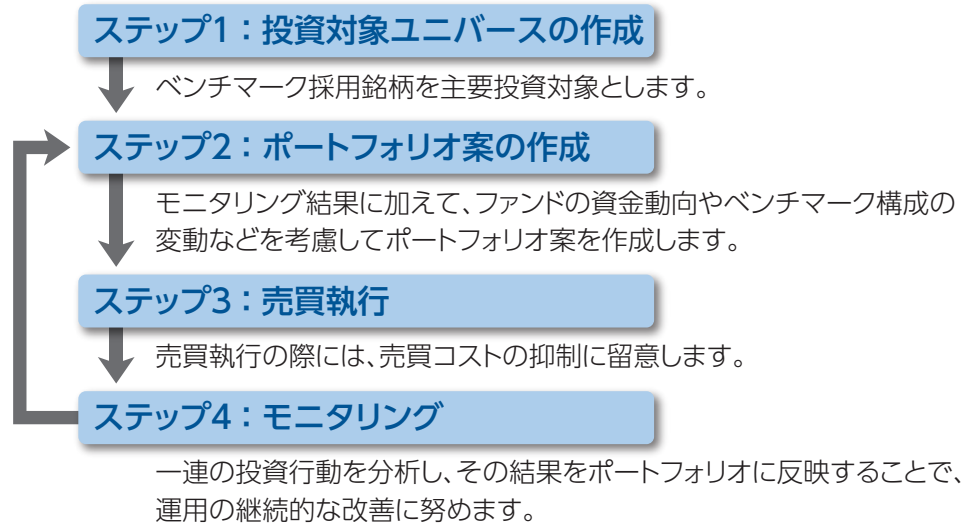 ステップ1：投資対象ユニバースの作成
ベンチマーク採用銘柄を主要投資対象とします。
ステップ2：ポートフォリオ案の作成
モニタリング結果に加えて、ファンドの資金動向やベンチマーク構成の
変動などを考慮してポートフォリオ案を作成します。
ステップ3：売買執行
売買執行の際には、売買コストの抑制に留意します。
ステップ4：モニタリング
一連の投資行動を分析し、その結果をポートフォリオに反映することで、
運用の継続的な改善に努めます。